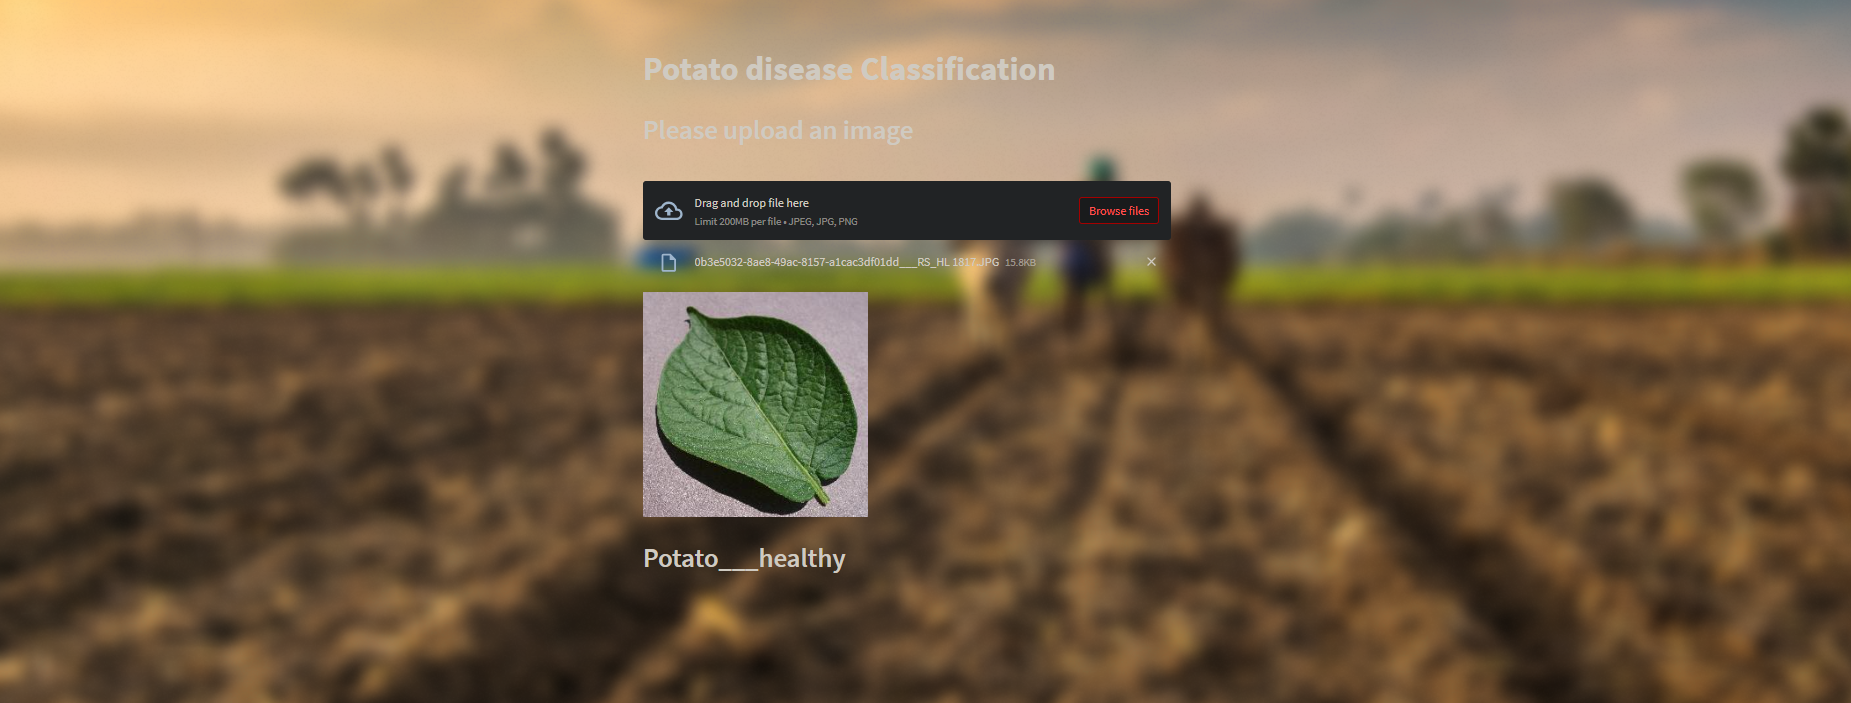 Potato disease Classification
Please upload an image
Drag and drop file here
Limit 200MB per file • JPEG, JPG, PNG
Browse files
0b3e5032-8ae8-49ac-8157-a1cac3df01dd___RS_HL 1817.JPG 15.8KB
Potato___healthy